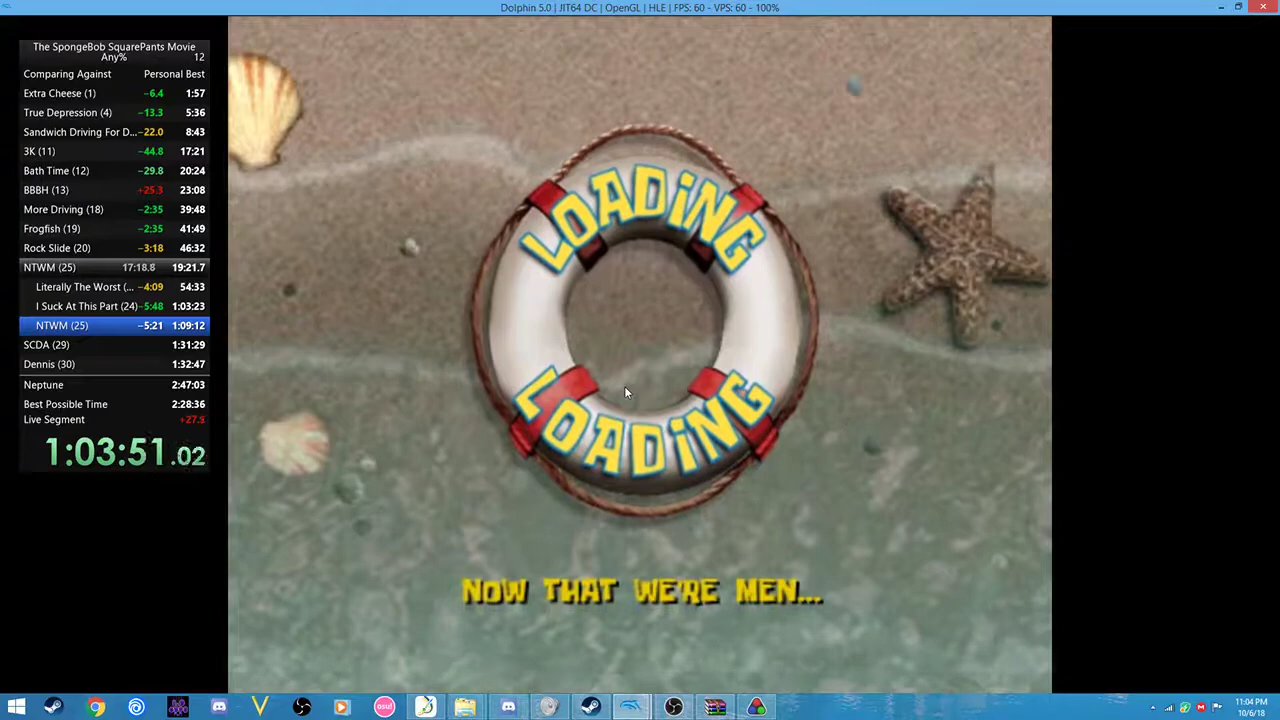 Dolphin 5.0 | JIT64 DC | OpenGL | HLE | FPS: 60 - VPS: 60 - 100%
The SpongeBob SquarePants Movie
Any% 12
Comparing Against Personal Best
Extra Cheese (1) −6.4 1:57
True Depression (4) −13.3 5:36
Sandwich Driving For D... −22.0 8:43
3K (11) −44.8 17:21
Bath Time (12) −29.8 20:24
BBBH (13) +25.3 23:08
More Driving (18) −2:35 39:48
Frogfish (19) −2:35 41:49
Rock Slide (20) −3:18 46:32
NTWM (25) 17:18.8 19:21.7
Literally The Worst (... −4:09 54:33
I Suck At This Part (24) −5:48 1:03:23
NTWM (25) −5:21 1:09:12
SCDA (29) 1:31:29
Dennis (30) 1:32:47
Neptune 2:47:03
Best Possible Time 2:28:36
Live Segment +27.9
1:03:51.02
LOADING
LOADING
NOW THAT WE'RE MEN...
osu!
11:04 PM
10/6/18